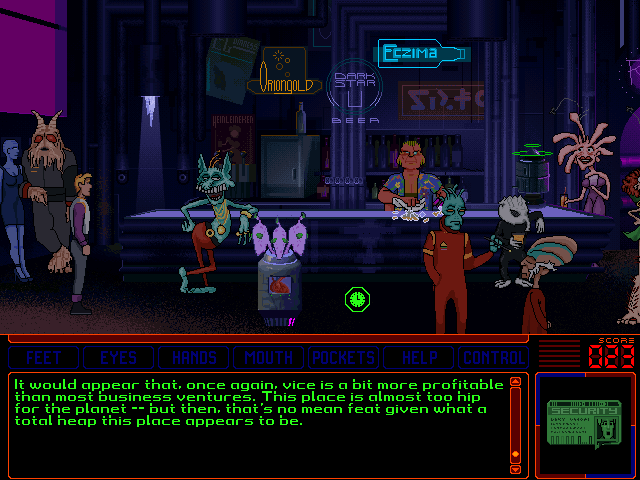 Eczima
Oriongold
DARK
STAR
BEER
HEINLEINEKEN
SCORE
023
FEET EYES HANDS MOUTH POCKETS HELP CONTROL
It would appear that, once again, vice is a bit more profitable
than most business ventures. This place is almost too hip
for the planet -- but then, that's no mean feat given what a
total heap this place appears to be.
SECURITY